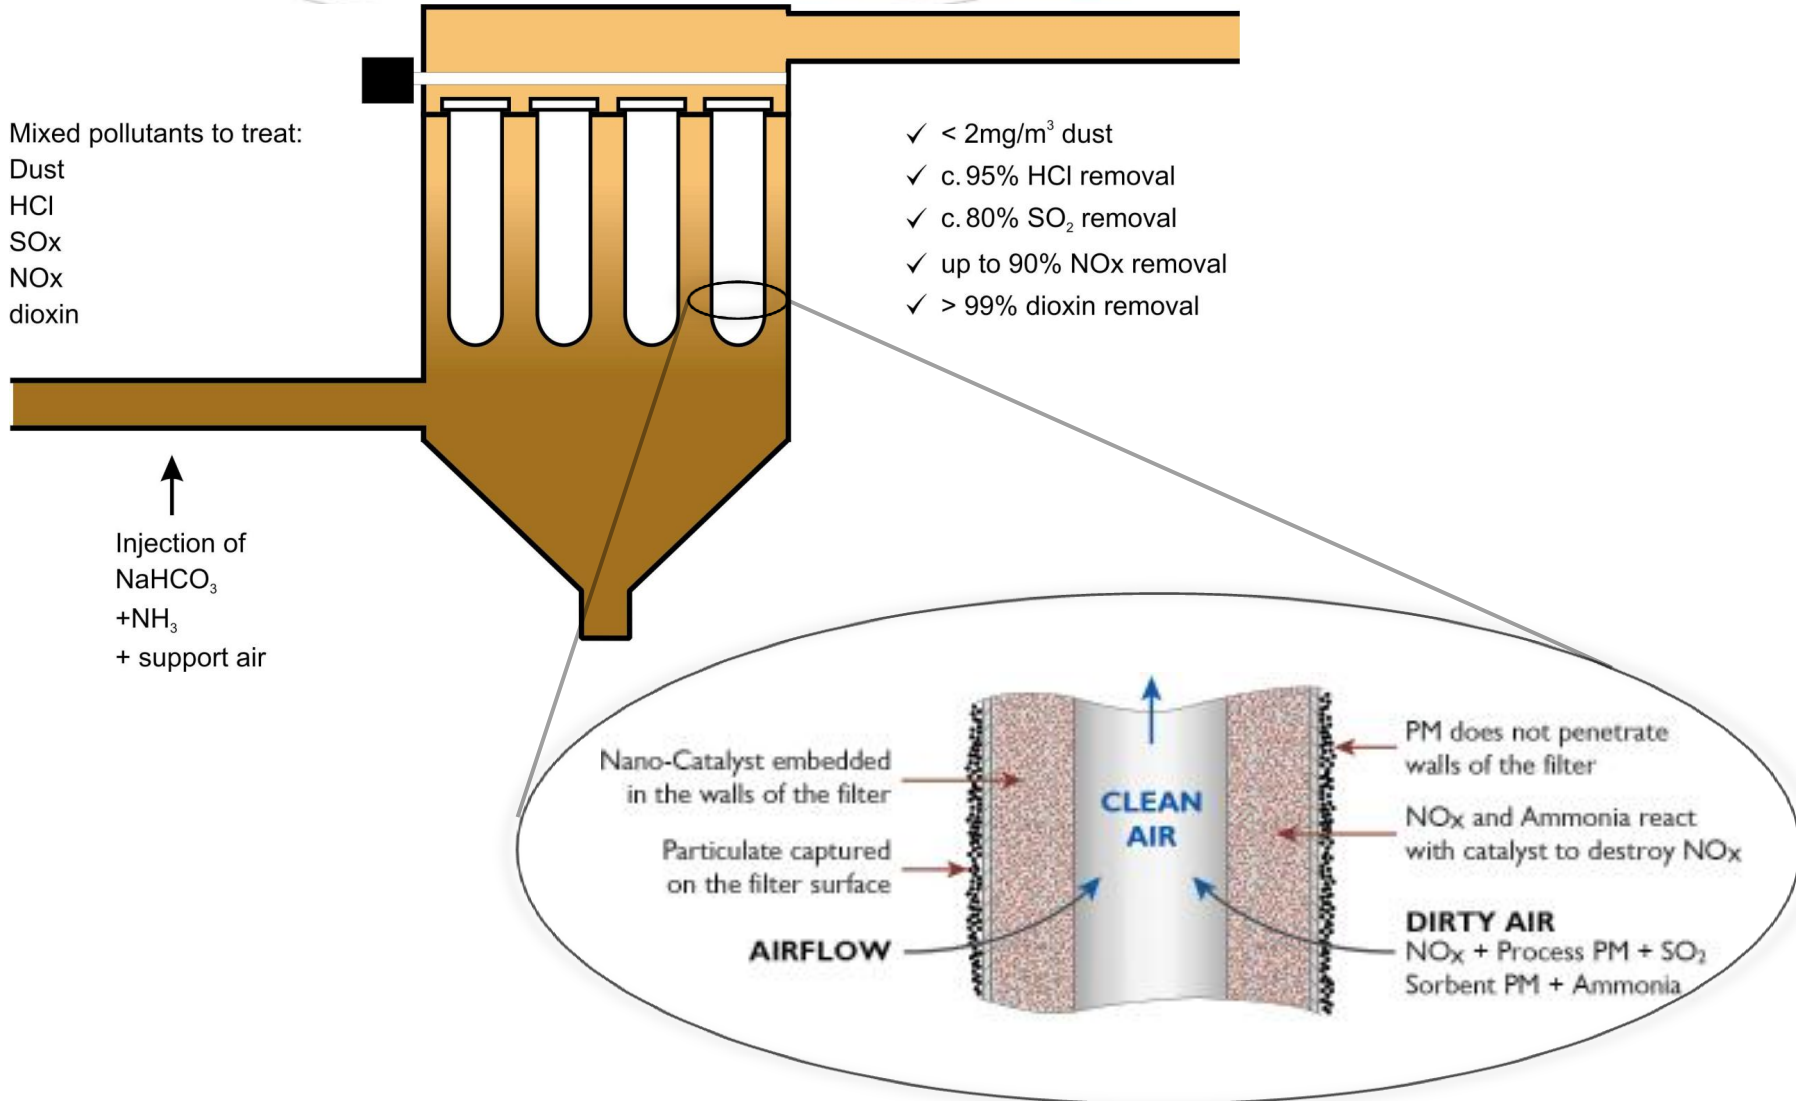 Mixed pollutants to treat:
Dust
HCl
SOx
NOx
dioxin
✓ < 2mg/m³ dust
✓ c. 95% HCl removal
✓ c. 80% SO₂ removal
✓ up to 90% NOx removal
✓ > 99% dioxin removal
Injection of
NaHCO₃
+NH₃
+ support air
Nano-Catalyst embedded
in the walls of the filter
Particulate captured
on the filter surface
AIRFLOW
CLEAN
AIR
PM does not penetrate
walls of the filter
NOx and Ammonia react
with catalyst to destroy NOx
DIRTY AIR
NOx + Process PM + SO₂
Sorbent PM + Ammonia